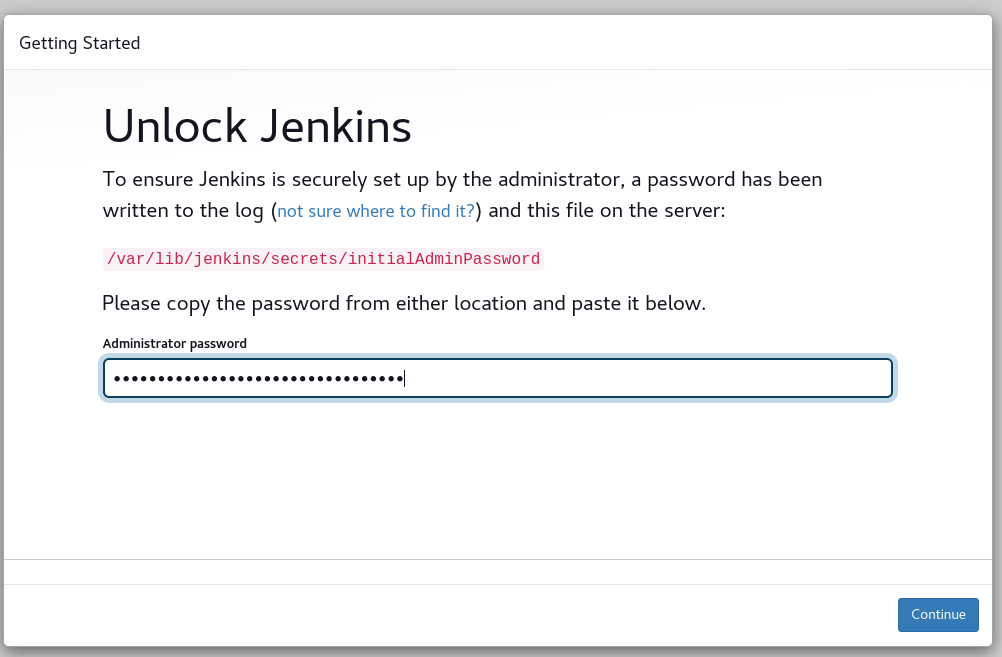 Getting Started
Unlock Jenkins
To ensure Jenkins is securely set up by the administrator, a password has been
written to the log (not sure where to find it?) and this file on the server:
/var/lib/jenkins/secrets/initialAdminPassword
Please copy the password from either location and paste it below.
Administrator password
•••••••••••••••••••••••••••••••••
Continue